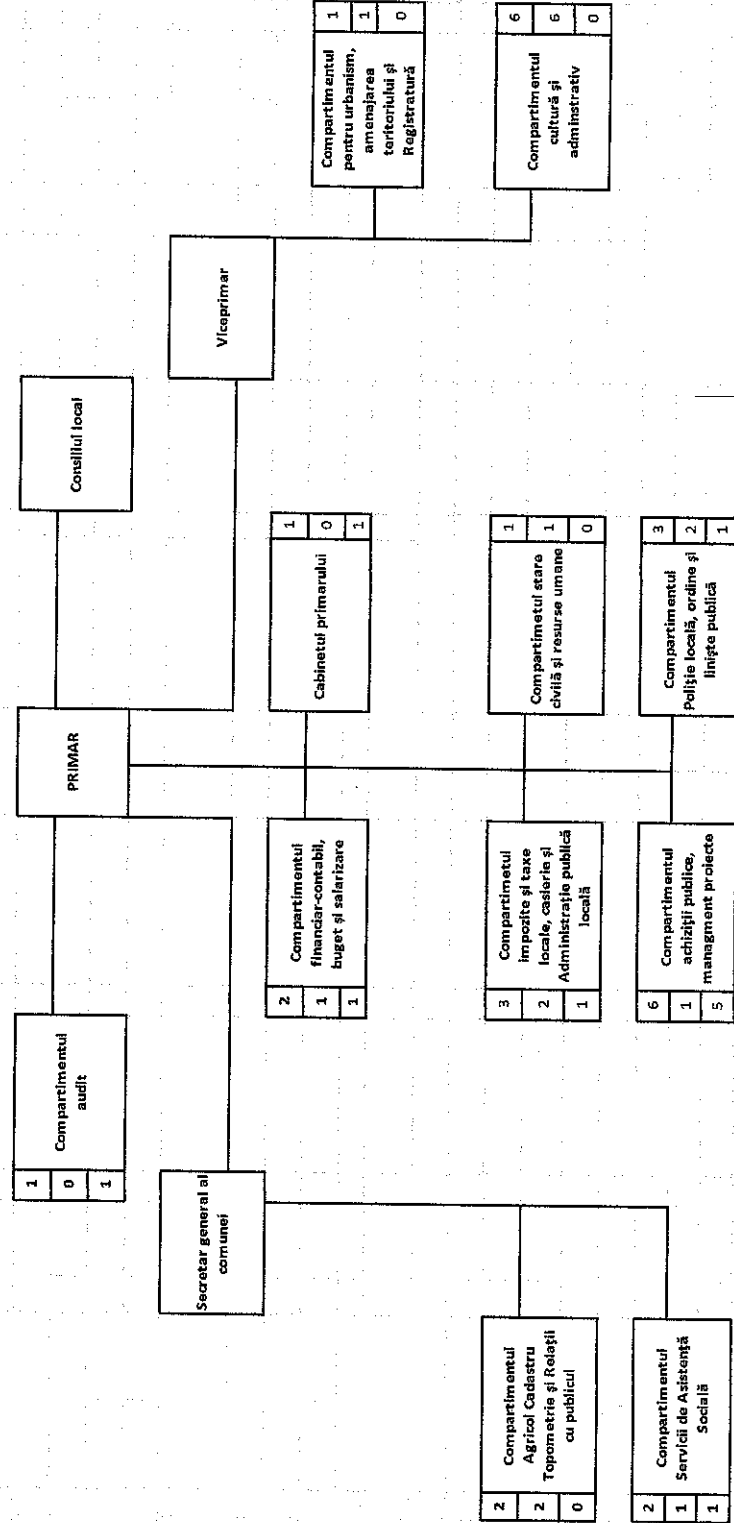 1
0
1
Compartimentul
audit
PRIMAR
Consiliul local
Secretar general al
comunei
Viceprimar
2
1
1
Compartimentul
financiar-contabil,
buget și salarizare
Cabinetul primarului
1
0
1
Compartimentul
pentru urbanism,
amenajarea
teritoriului și
Registratură
1
1
0
2
2
0
Compartimentul
Agricol Cadastru
Topometrie și Relații
cu publicul
3
2
1
Compartimetul
impozite și taxe
locale, casierie și
Administrație publică
locală
Compartimetul stare
civilă și resurse umane
1
1
0
Compartimentul
cultură și
adminstrativ
6
6
0
2
1
1
Compartimentul
Servicii de Asistență
Socială
6
1
5
Compartimentul
achiziții publice,
managment proiecte
Compartimentul
Poliție locală, ordine și
liniște publică
3
2
1